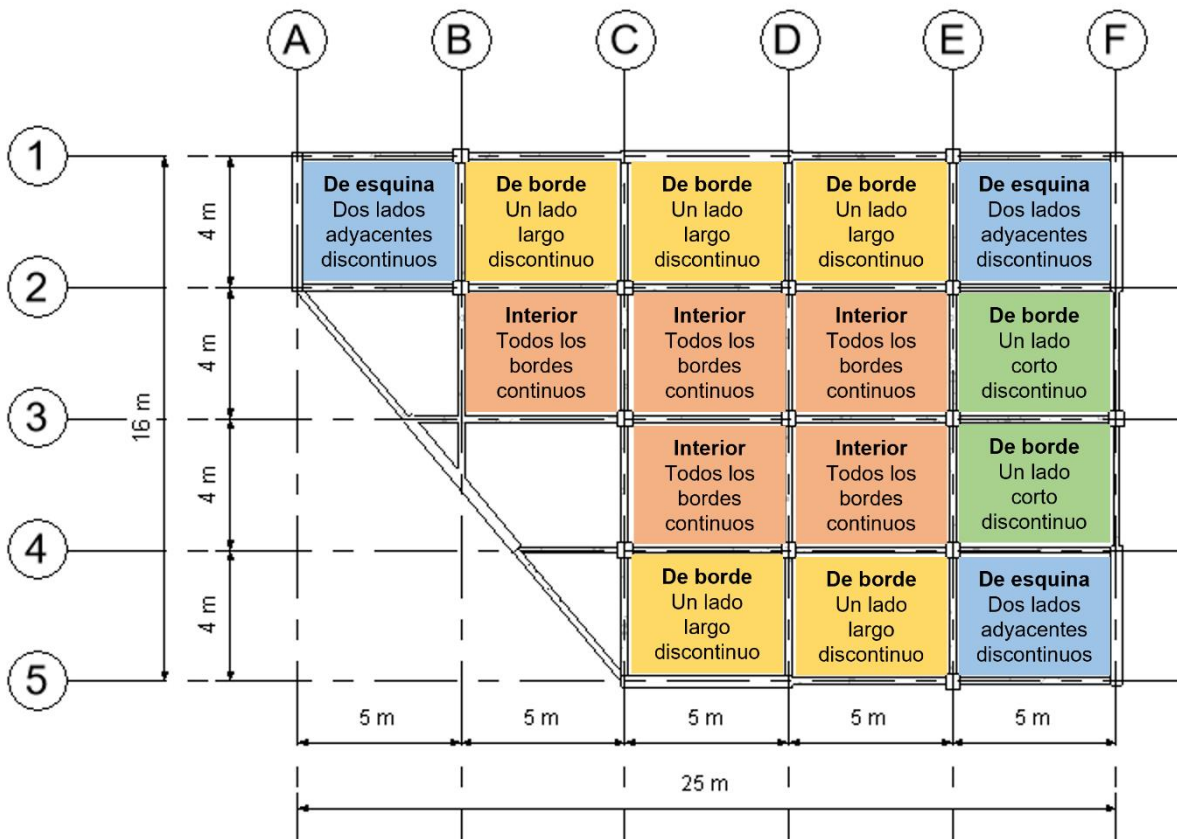 A B C D E F
1
De esquina
Dos lados
adyacentes
discontinuos
De borde
Un lado
largo
discontinuo
De borde
Un lado
largo
discontinuo
De borde
Un lado
largo
discontinuo
De esquina
Dos lados
adyacentes
discontinuos
4 m
2
Interior
Todos los
bordes
continuos
Interior
Todos los
bordes
continuos
Interior
Todos los
bordes
continuos
De borde
Un lado
corto
discontinuo
4 m
3
16 m
Interior
Todos los
bordes
continuos
Interior
Todos los
bordes
continuos
De borde
Un lado
corto
discontinuo
4 m
4
De borde
Un lado
largo
discontinuo
De borde
Un lado
largo
discontinuo
De esquina
Dos lados
adyacentes
discontinuos
4 m
5
5 m 5 m 5 m 5 m 5 m
25 m